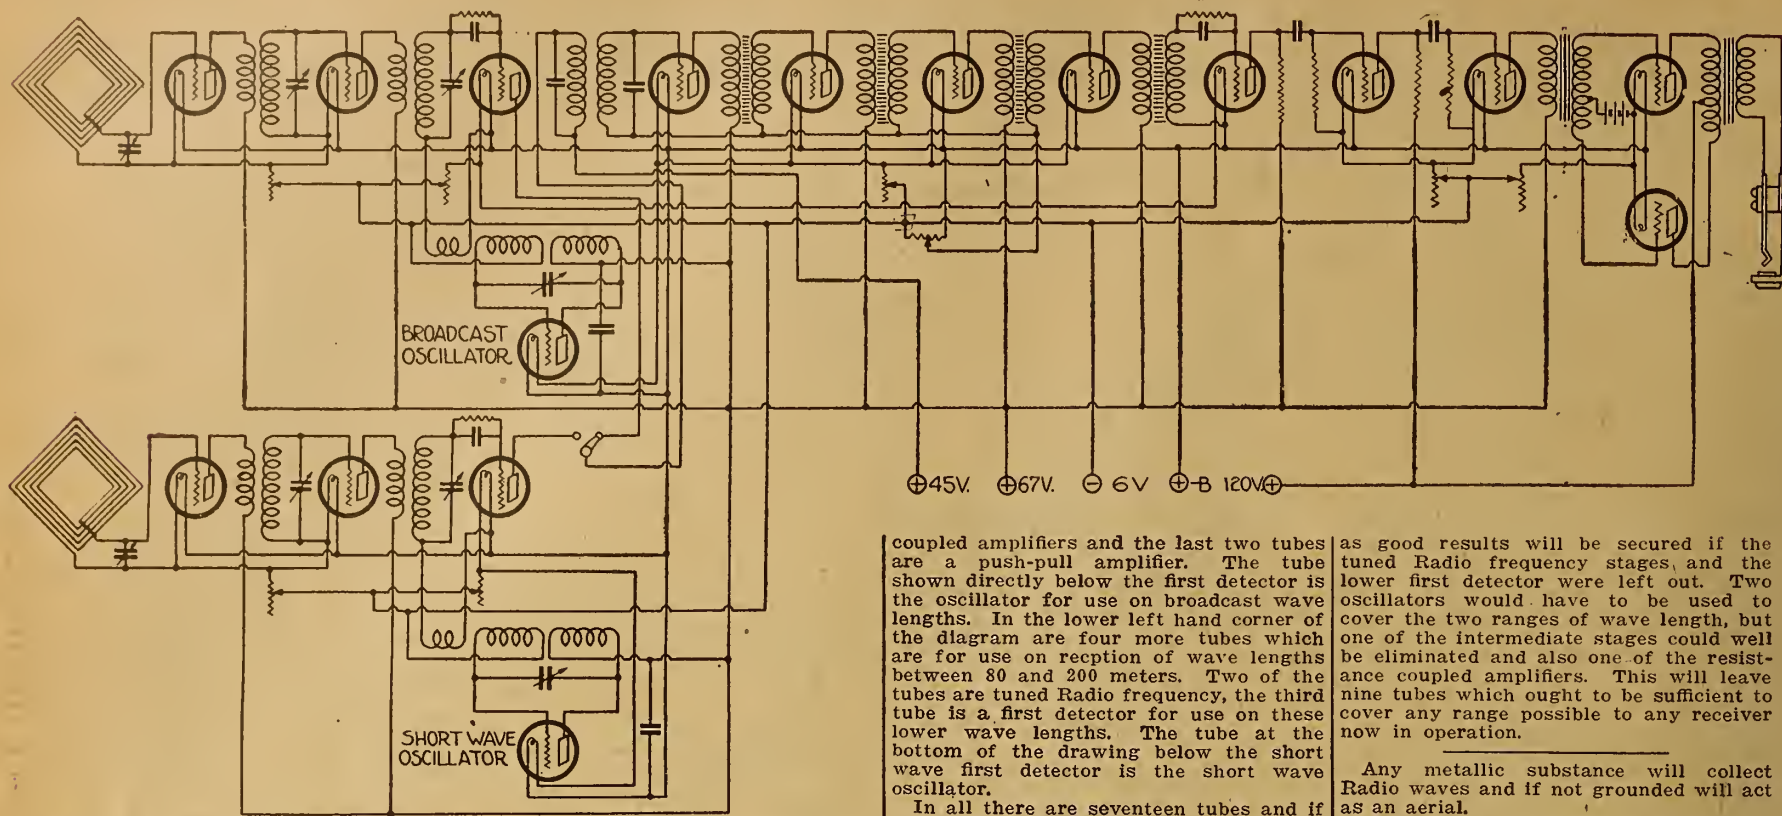 BROADCAST
OSCILLATOR
⊕45V. ⊕67V. ⊖ 6V ⊕-B 120V⊕
SHORT WAVE
OSCILLATOR
coupled amplifiers and the last two tubes
are a push-pull amplifier. The tube
shown directly below the first detector is
the oscillator for use on broadcast wave
lengths. In the lower left hand corner of
the diagram are four more tubes which
are for use on recption of wave lengths
between 80 and 200 meters. Two of the
tubes are tuned Radio frequency, the third
tube is a first detector for use on these
lower wave lengths. The tube at the
bottom of the drawing below the short
wave first detector is the short wave
oscillator.
In all there are seventeen tubes and if
as good results will be secured if the
tuned Radio frequency stages and the
lower first detector were left out. Two
oscillators would have to be used to
cover the two ranges of wave length, but
one of the intermediate stages could well
be eliminated and also one of the resist-
ance coupled amplifiers. This will leave
nine tubes which ought to be sufficient to
cover any range possible to any receiver
now in operation.
Any metallic substance will collect
Radio waves and if not grounded will act
as an aerial.